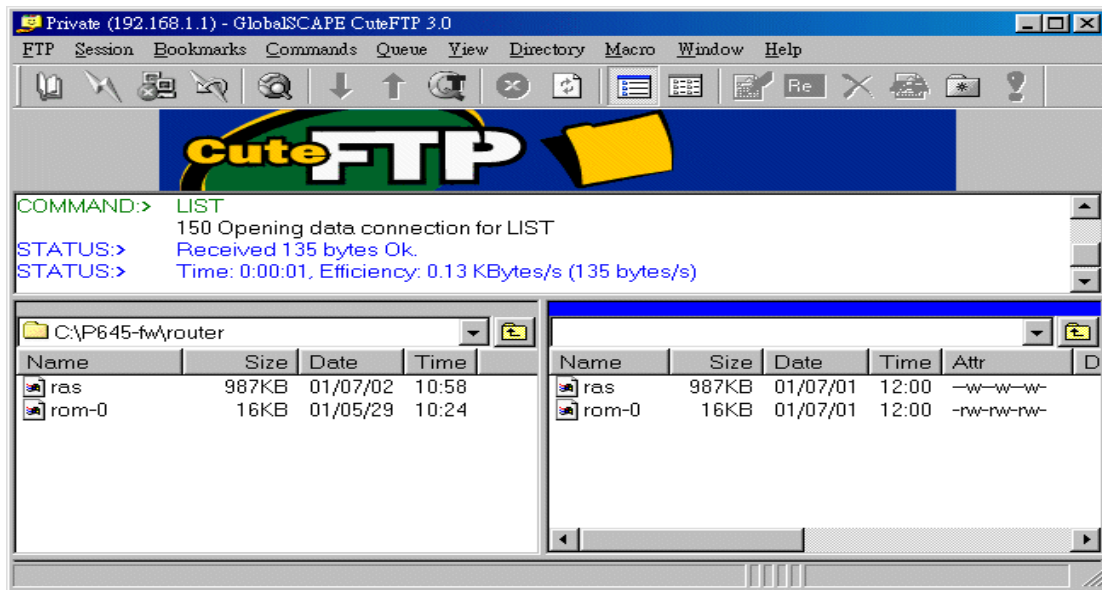 Private (192.168.1.1) - GlobalSCAPE CuteFTP 3.0
FTP Session Bookmarks Commands Queue View Directory Macro Window Help
Re
Cute FTP
COMMAND:> LIST
150 Opening data connection for LIST
STATUS:> Received 135 bytes Ok.
STATUS:> Time: 0:00:01, Efficiency: 0.13 KBytes/s (135 bytes/s)
C:\P645-fw\router
Name Size Date Time
ras 987KB 01/07/02 10:58
rom-0 16KB 01/05/29 10:24
Name Size Date Time Attr D
ras 987KB 01/07/01 12:00 --w--w--w-
rom-0 16KB 01/07/01 12:00 -rw-rw-rw-